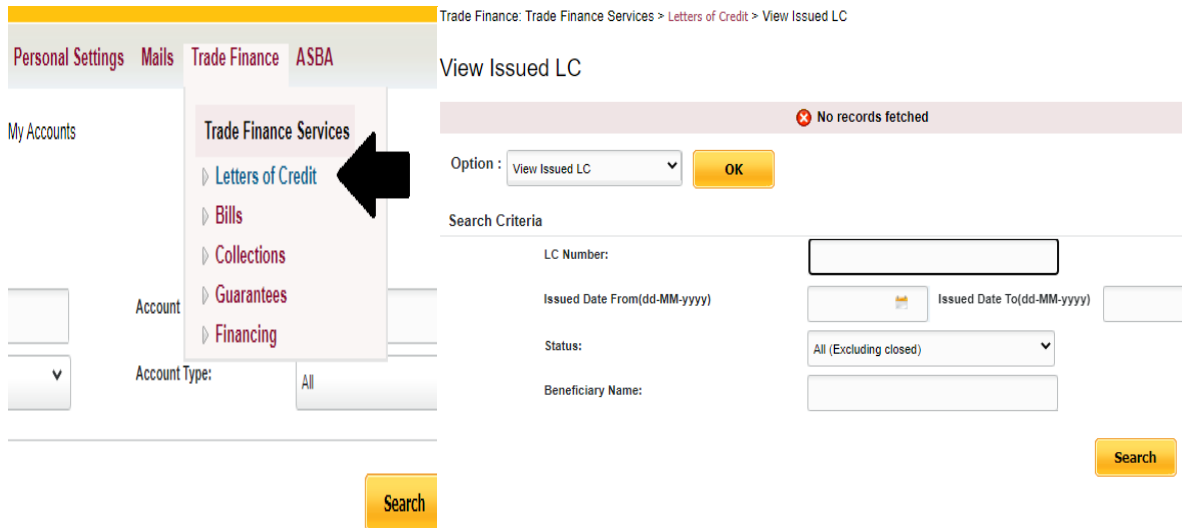 Personal Settings Mails Trade Finance ASBA
My Accounts
Trade Finance Services
Letters of Credit
Bills
Collections
Guarantees
Financing
Account
Account Type:
All
Search
Trade Finance: Trade Finance Services > Letters of Credit > View Issued LC
View Issued LC
No records fetched
Option : View Issued LC OK
Search Criteria
LC Number:
Issued Date From(dd-MM-yyyy) Issued Date To(dd-MM-yyyy)
Status: All (Excluding closed)
Beneficiary Name:
Search